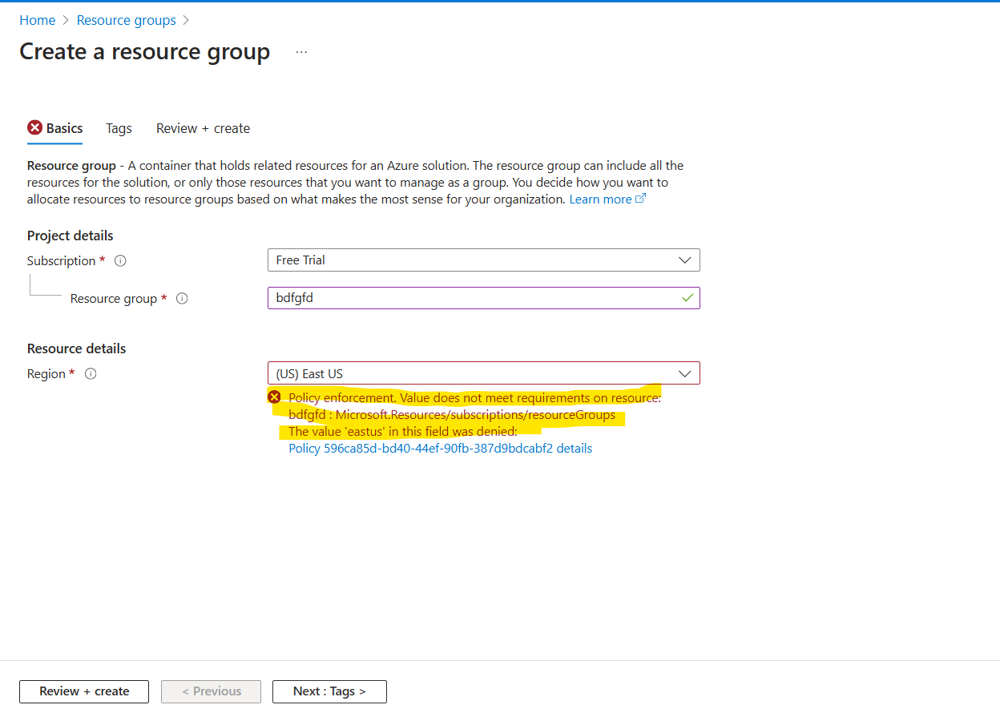 Home > Resource groups >
Create a resource group ...
Basics Tags Review + create
Resource group - A container that holds related resources for an Azure solution. The resource group can include all the
resources for the solution, or only those resources that you want to manage as a group. You decide how you want to
allocate resources to resource groups based on what makes the most sense for your organization. Learn more
Project details
Subscription * Free Trial
Resource group * bdfgfd
Resource details
Region * (US) East US
Policy enforcement. Value does not meet requirements on resource:
bdfgfd : Microsoft.Resources/subscriptions/resourceGroups
The value 'eastus' in this field was denied:
Policy 596ca85d-bd40-44ef-90fb-387d9bdcabf2 details
Review + create < Previous Next : Tags >